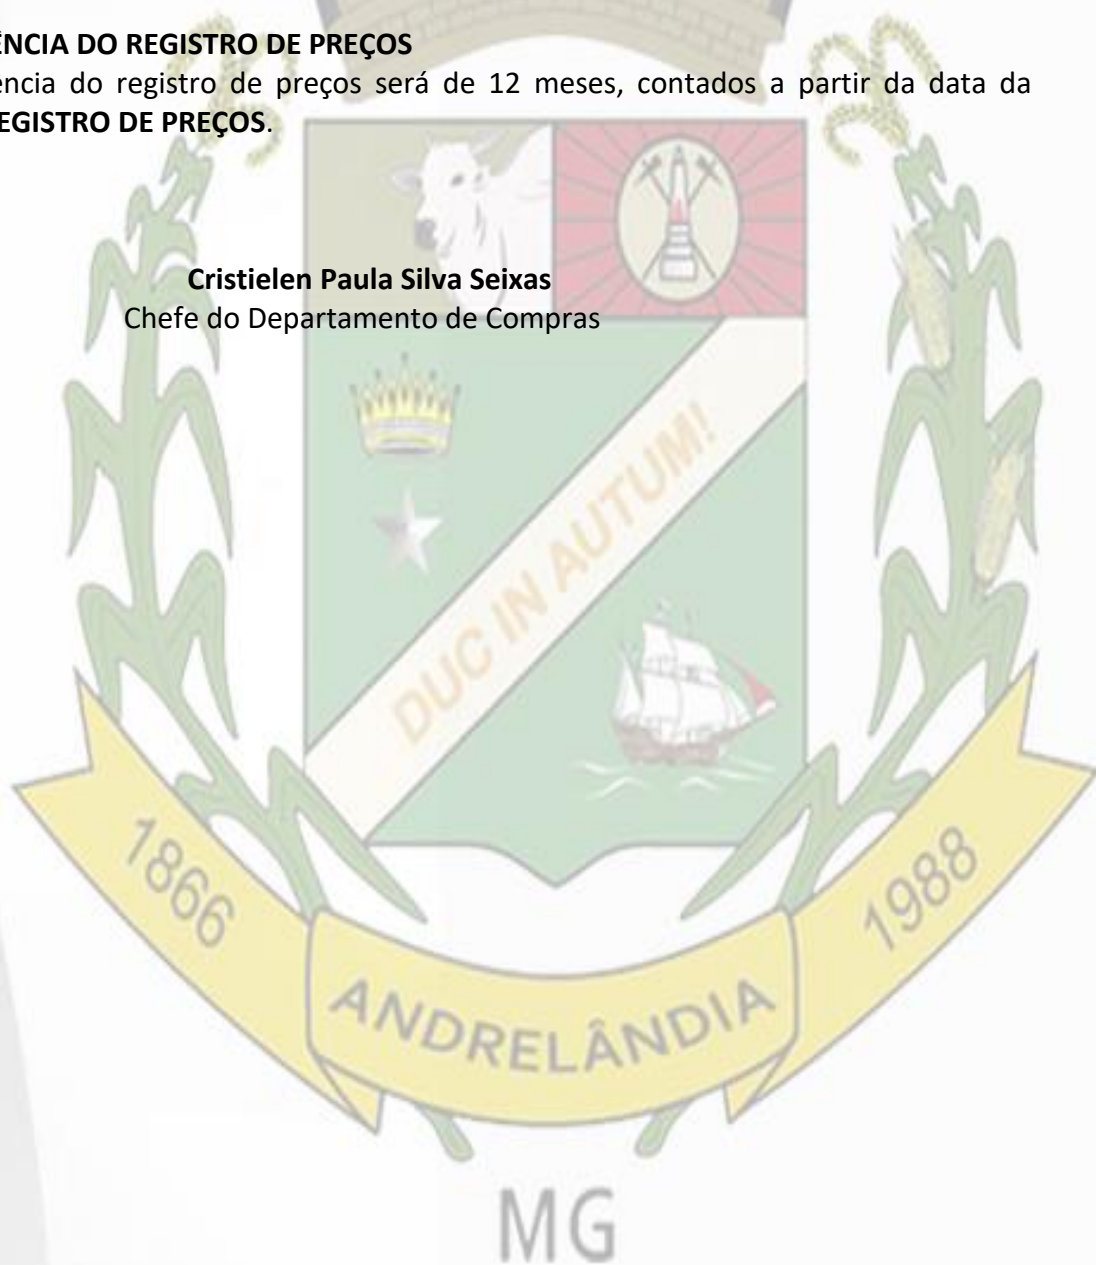 ÊNCIA DO REGISTRO DE PREÇOS
encia do registro de preços será de 12 meses, contados a partir da data da
EGISTRO DE PREÇOS.
Cristielen Paula Silva Seixas
Chefe do Departamento de Compras
DUC IN AUTUM!
1866
ANDRELÂNDIA
1988
MG